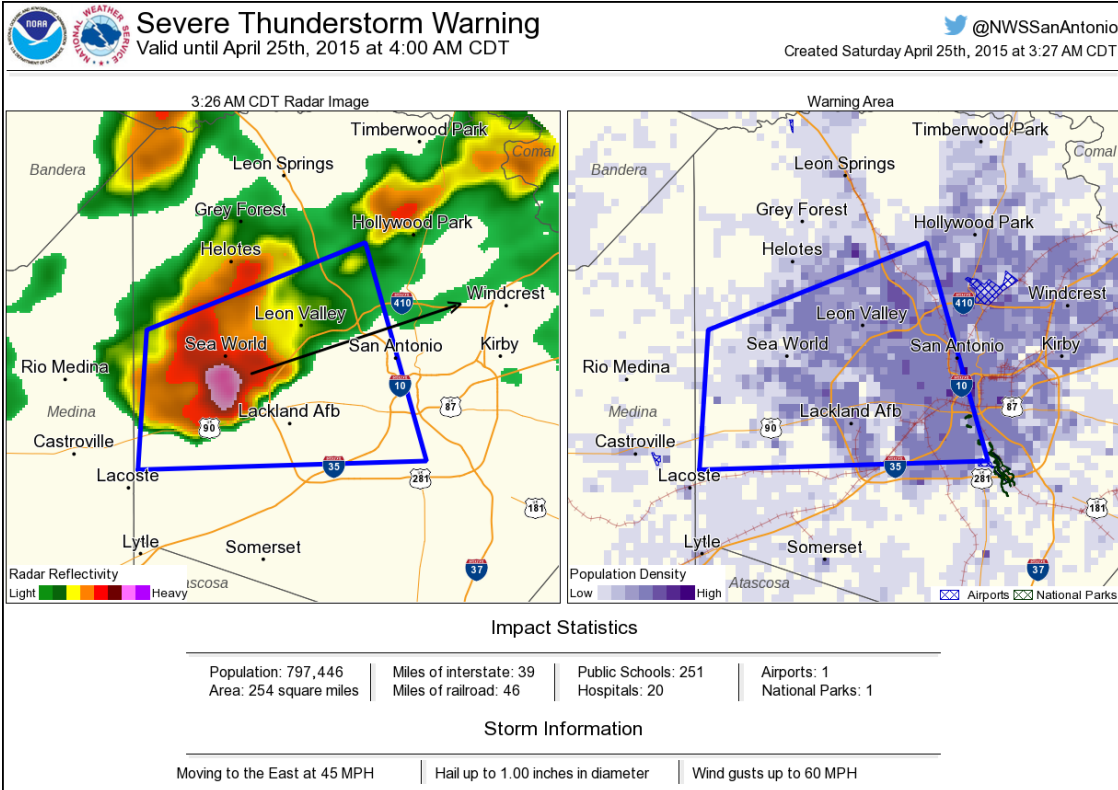 NOAA
NATIONAL WEATHER SERVICE
Severe Thunderstorm Warning
Valid until April 25th, 2015 at 4:00 AM CDT
@NWSSanAntonio
Created Saturday April 25th, 2015 at 3:27 AM CDT
3:26 AM CDT Radar Image
Timberwood Park
Bandera
Leon Springs
Comal
Grey Forest
Hollywood Park
Helotes
410
Windcrest
Leon Valley
Sea World
San Antonio
Kirby
Rio Medina
10
Medina
Lackland Afb
87
90
Castroville
35
Lacoste
281
181
Lytle
Somerset
37
Radar Reflectivity
Light
Heavy
Warning Area
Timberwood Park
Bandera
Leon Springs
Comal
Grey Forest
Hollywood Park
Helotes
410
Windcrest
Leon Valley
Sea World
San Antonio
Kirby
Rio Medina
10
Medina
Lackland Afb
87
90
Castroville
35
Lacoste
281
181
Lytle
Somerset
37
Population Density
Atascosa
Low
High
Airports
National Parks
Impact Statistics
Population: 797,446
Area: 254 square miles
Miles of interstate: 39
Miles of railroad: 46
Public Schools: 251
Hospitals: 20
Airports: 1
National Parks: 1
Storm Information
Moving to the East at 45 MPH
Hail up to 1.00 inches in diameter
Wind gusts up to 60 MPH